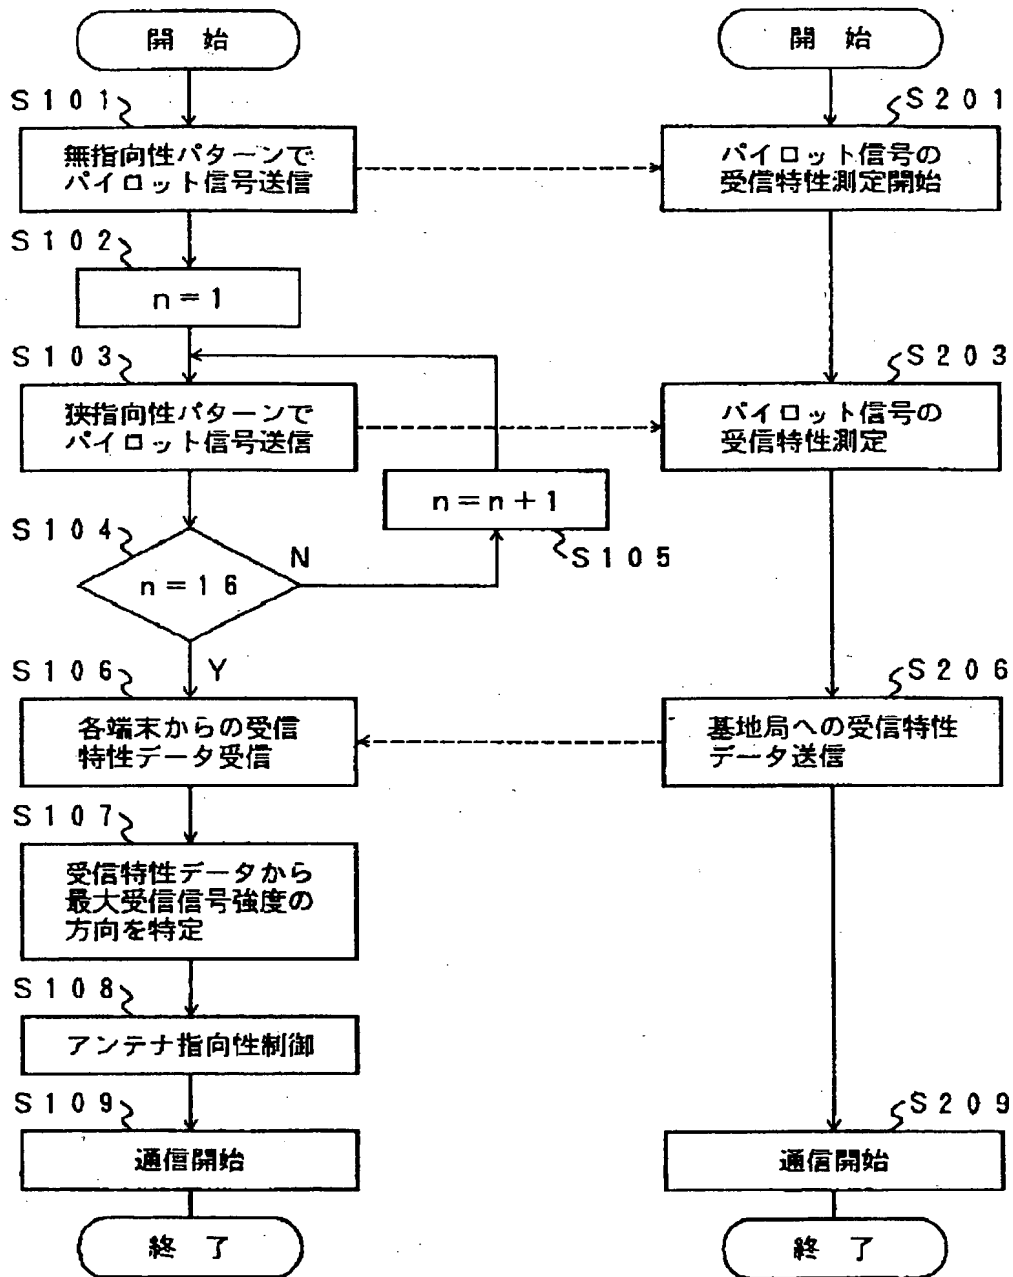 開始
S101
無指向性パターンで
パイロット信号送信
S102
n=1
S103
狭指向性パターンで
パイロット信号送信
n=n+1
S105
S104
n=16
N
Y
S106
各端末からの受信
特性データ受信
S107
受信特性データから
最大受信信号強度の
方向を特定
S108
アンテナ指向性制御
S109
通信開始
終了
開始
S201
パイロット信号の
受信特性測定開始
S203
パイロット信号の
受信特性測定
S206
基地局への受信特性
データ送信
S209
通信開始
終了